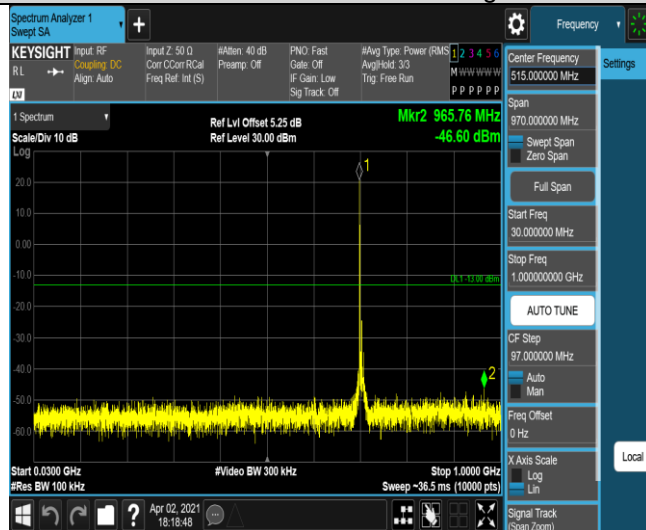 Spectrum Analyzer 1
Swept SA
Frequency
KEYSIGHT
RL
LXI
Input: RF
Coupling: DC
Align: Auto
Input Z: 50 Ω
Corr CCorr RCal
Freq Ref: Int (S)
#Atten: 40 dB
Preamp: Off
PNO: Fast
Gate: Off
IF Gain: Low
Sig Track: Off
#Avg Type: Power (RMS
Avg|Hold: 3/3
Trig: Free Run
1 2 3 4 5 6
M W W W W W
P P P P P P
1 Spectrum
Scale/Div 10 dB
Log
Ref Lvl Offset 5.25 dB
Ref Level 30.00 dBm
Mkr2 965.76 MHz
-46.60 dBm
1
20.0
10.0
0.00
-10.0
DL1 -13.00 dBm
-20.0
-30.0
-40.0
2
-50.0
-60.0
Start 0.0300 GHz
#Res BW 100 kHz
#Video BW 300 kHz
Stop 1.0000 GHz
Sweep ~36.5 ms (10000 pts)
Apr 02, 2021
18:18:48
Center Frequency
515.000000 MHz
Settings
Span
970.000000 MHz
Swept Span
Zero Span
Full Span
Start Freq
30.000000 MHz
Stop Freq
1.000000000 GHz
AUTO TUNE
CF Step
97.000000 MHz
Auto
Man
Freq Offset
0 Hz
X Axis Scale
Log
Lin
Local
Signal Track
(Span Zoom)